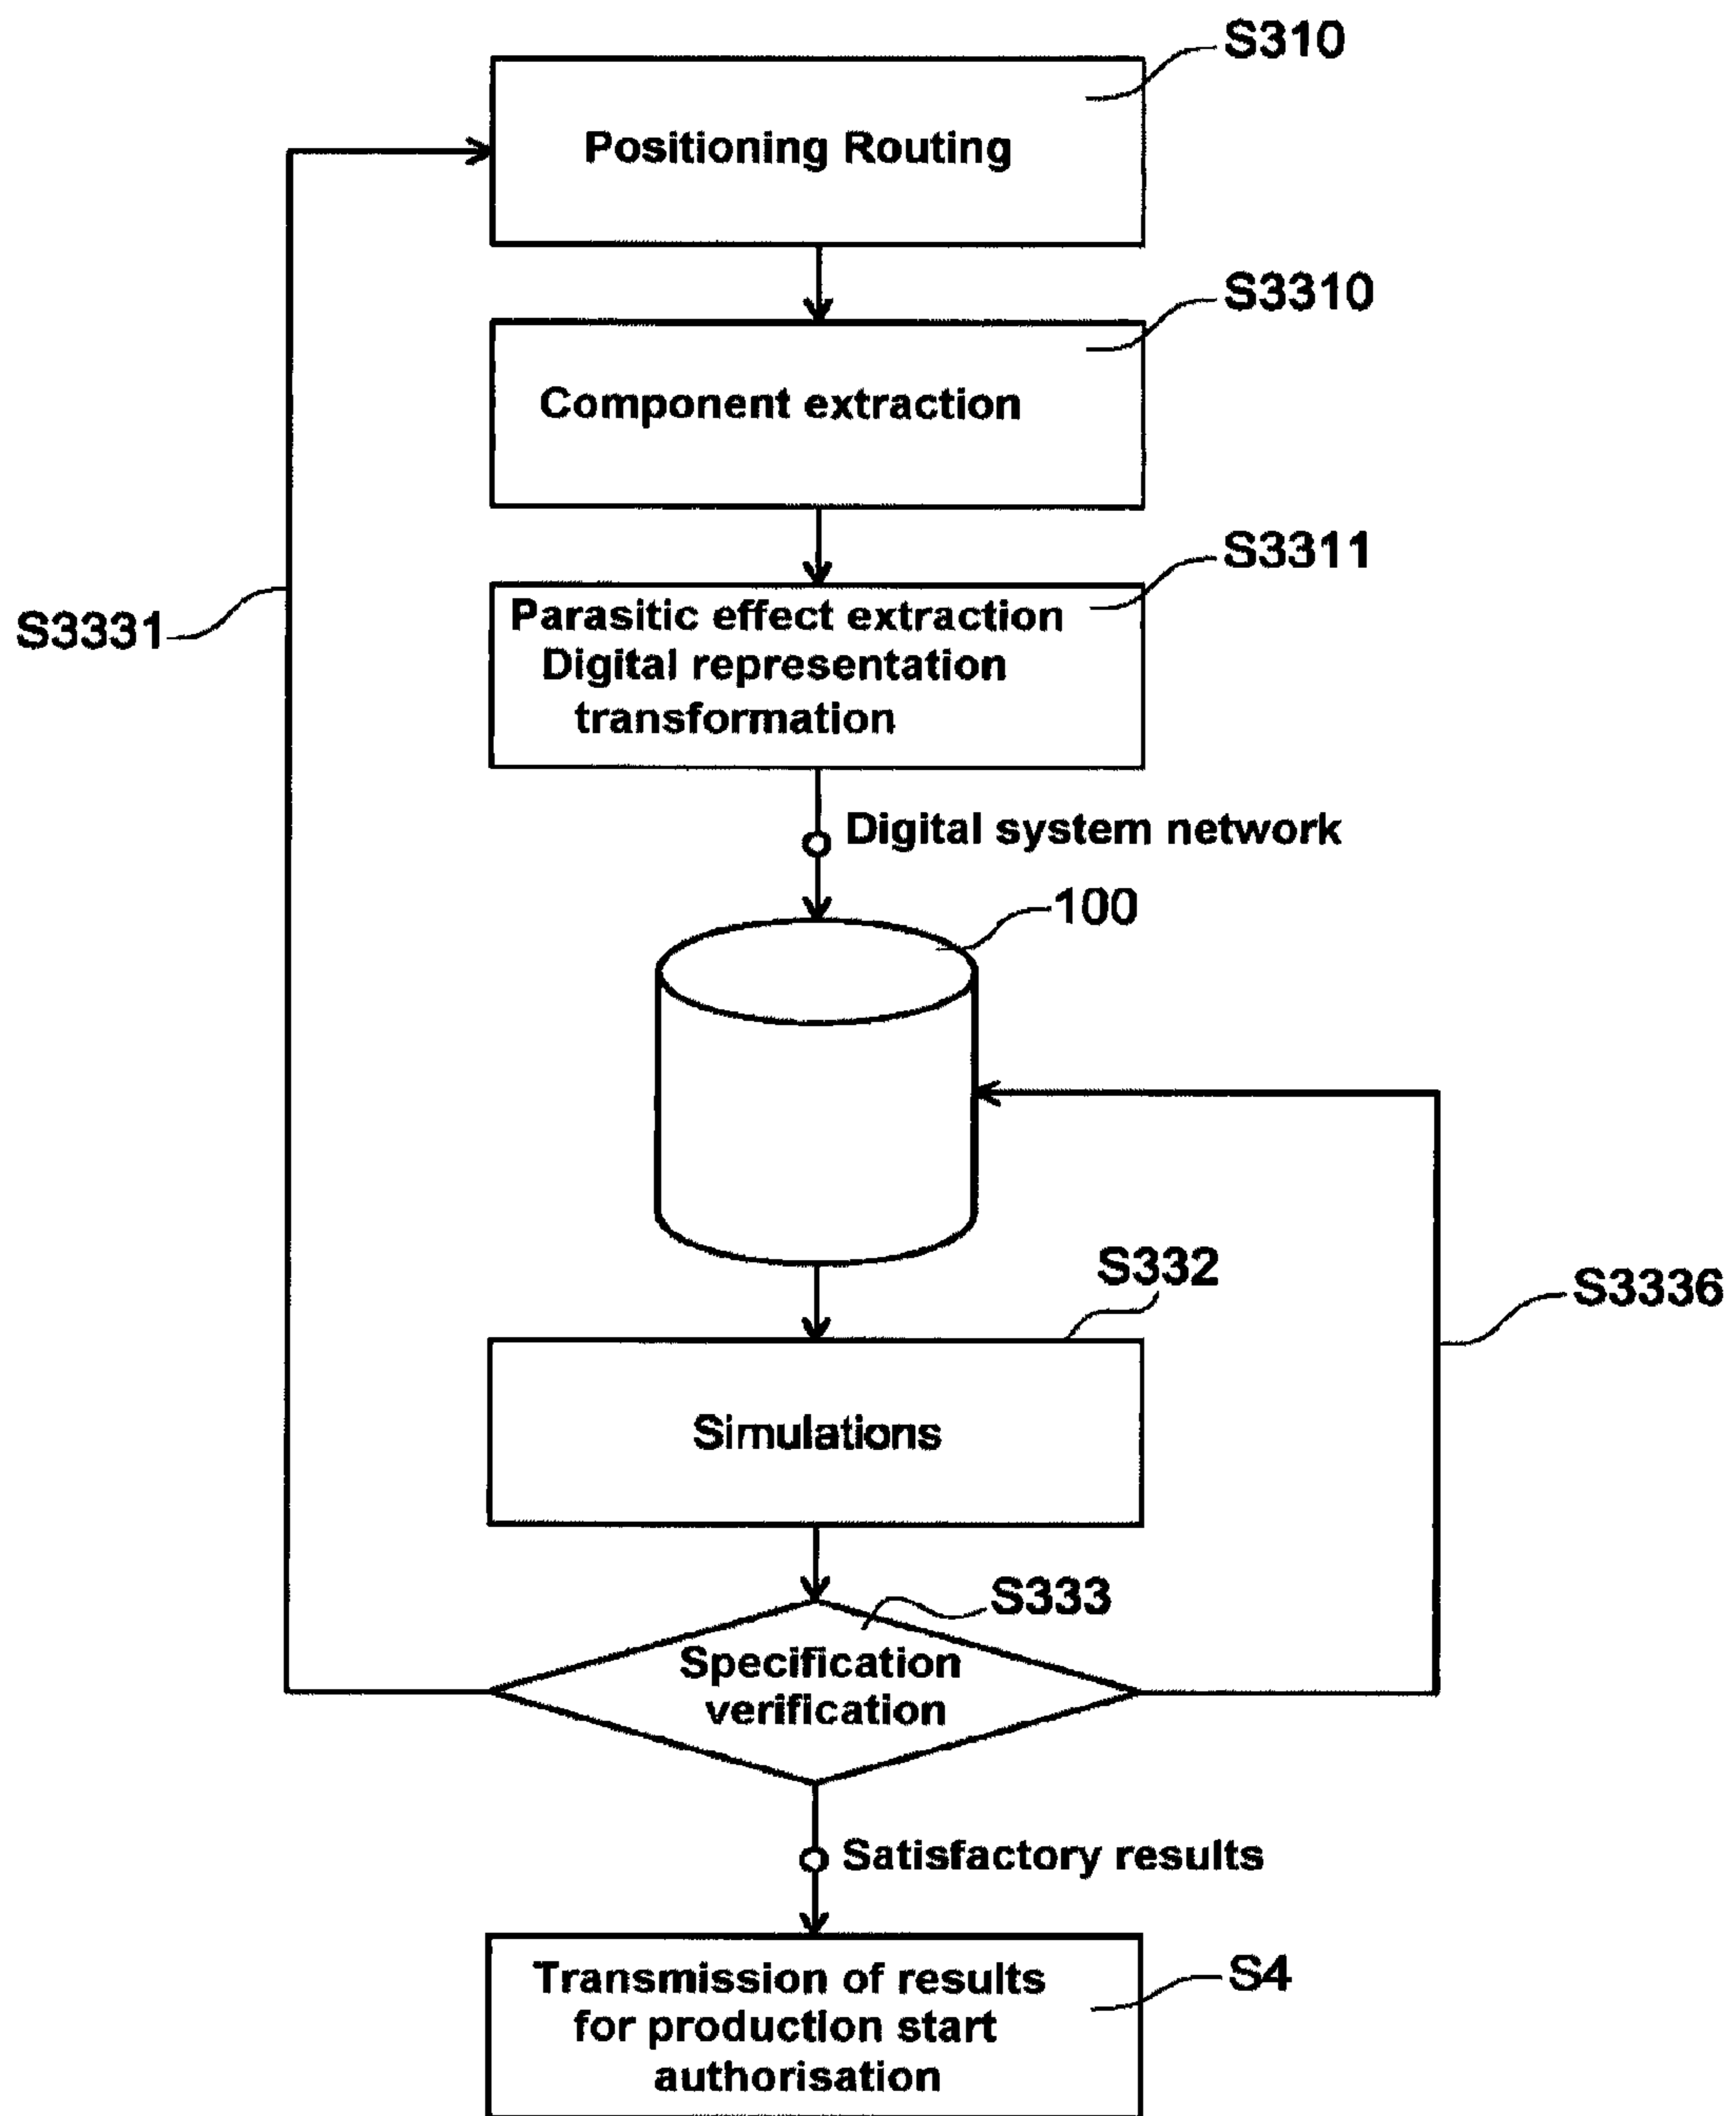 S310
Positioning Routing
S3310
Component extraction
S3311
Parasitic effect extraction
Digital representation
transformation
S3331
Digital system network
100
S332
S3336
Simulations
S333
Specification
verification
Satisfactory results
S4
Transmission of results
for production start
authorisation